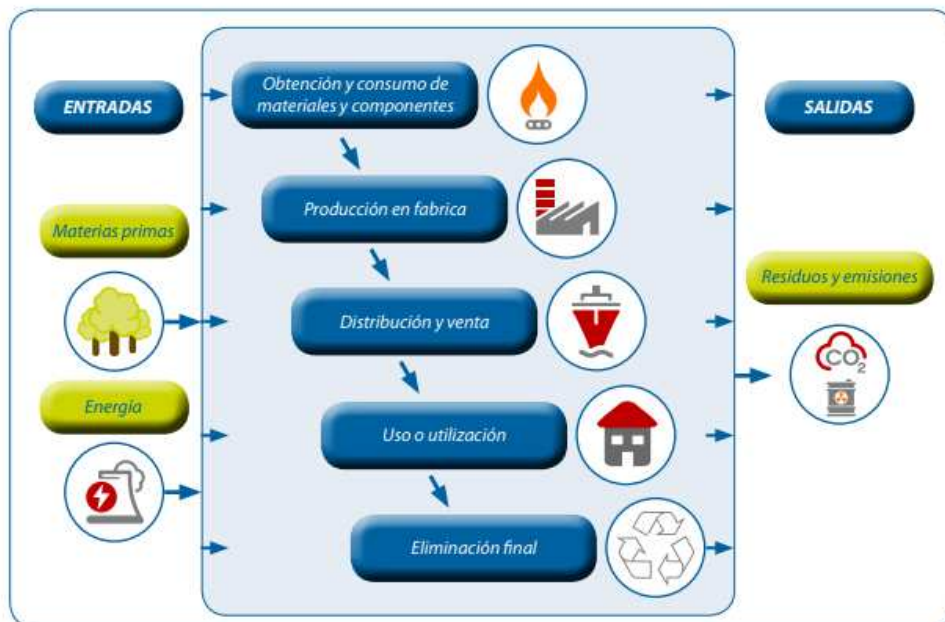 ENTRADAS
Obtención y consumo de
materiales y componentes
SALIDAS
Producción en fabrica
Materias primas
Residuos y emisiones
Distribución y venta
CO2
Energía
Uso o utilización
Eliminación final